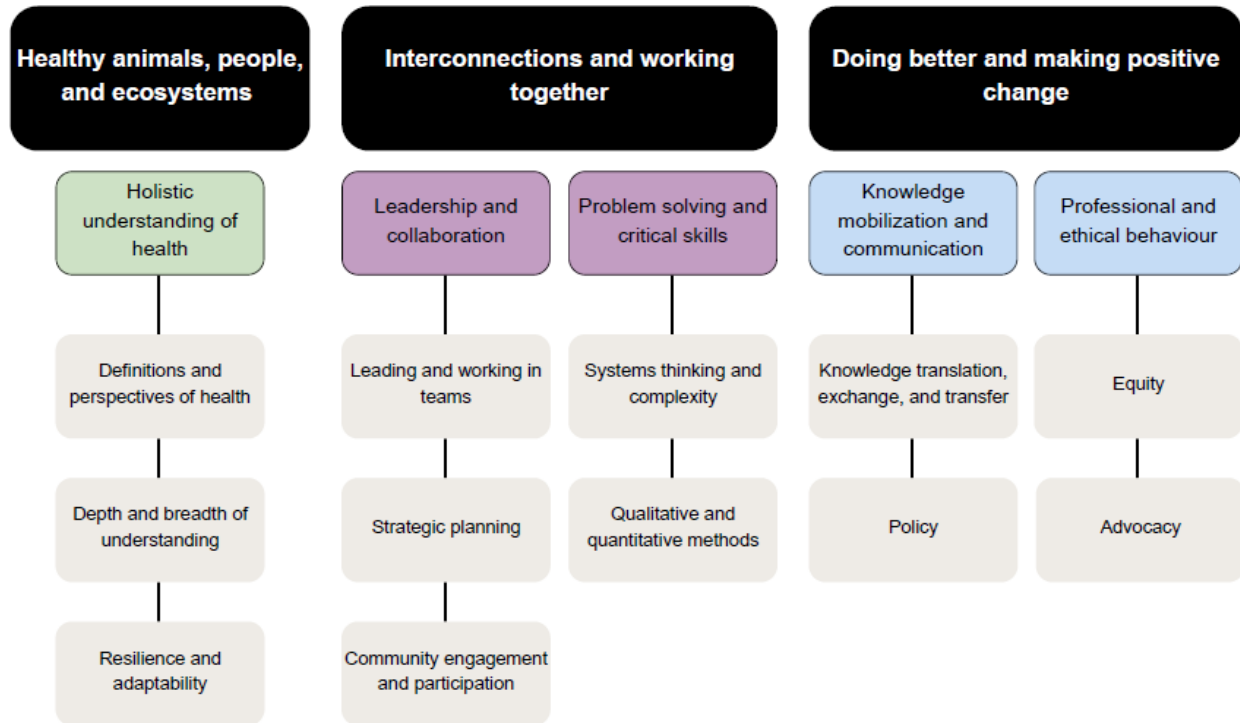 Healthy animals, people,
and ecosystems
Interconnections and working
together
Doing better and making positive
change
Holistic
understanding of
health
Leadership and
collaboration
Problem solving and
critical skills
Knowledge
mobilization and
communication
Professional and
ethical behaviour
Definitions and
perspectives of health
Leading and working in
teams
Systems thinking and
complexity
Knowledge translation,
exchange, and transfer
Equity
Depth and breadth of
understanding
Strategic planning
Qualitative and
quantitative methods
Policy
Advocacy
Resilience and
adaptability
Community engagement
and participation